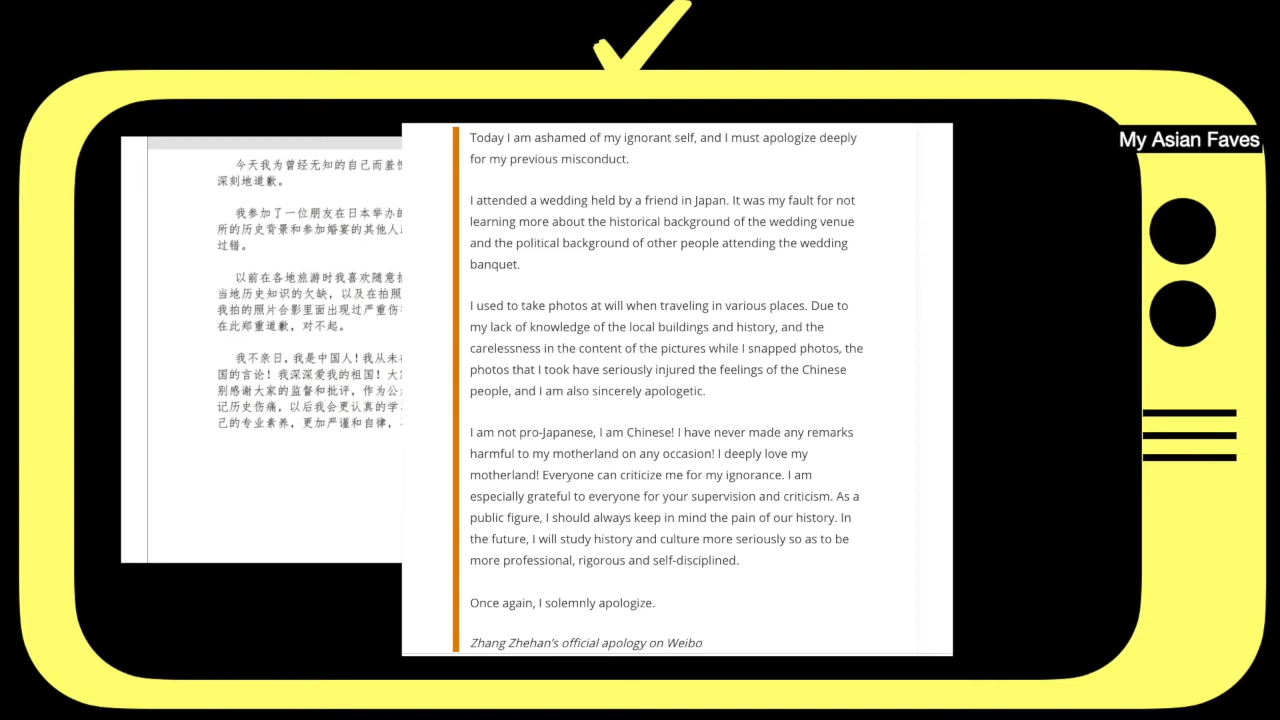 My Asian Faves
今天我为曾经无知的自己而羞
深刻地道歉。
我参加了一位朋友在日本举办的
所的历史背景和参加婚宴的其他人
过错。
以前在各地旅游时我喜欢随意
当地历史知识的欠缺，以及在拍照
我拍的照片合影里面出现过严重伤
在此郑重道歉，对不起。
我不亲日，我是中国人！我从未
国的言论！我深深爱我的祖国！大
别感谢大家的监督和批评，作为公
记历史伤痛，以后我会更认真的学
己的专业素养，更加严谨和自律，
Today I am ashamed of my ignorant self, and I must apologize deeply
for my previous misconduct.
I attended a wedding held by a friend in Japan. It was my fault for not
learning more about the historical background of the wedding venue
and the political background of other people attending the wedding
banquet.
I used to take photos at will when traveling in various places. Due to
my lack of knowledge of the local buildings and history, and the
carelessness in the content of the pictures while I snapped photos, the
photos that I took have seriously injured the feelings of the Chinese
people, and I am also sincerely apologetic.
I am not pro-Japanese, I am Chinese! I have never made any remarks
harmful to my motherland on any occasion! I deeply love my
motherland! Everyone can criticize me for my ignorance. I am
especially grateful to everyone for your supervision and criticism. As a
public figure, I should always keep in mind the pain of our history. In
the future, I will study history and culture more seriously so as to be
more professional, rigorous and self-disciplined.
Once again, I solemnly apologize.
Zhang Zhehan’s official apology on Weibo